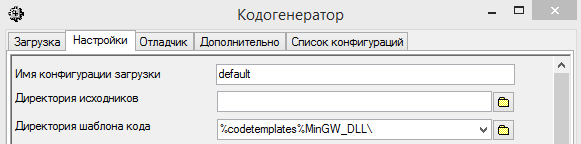 Кодогенератор
Загрузка Настройки Отладчик Дополнительно Список конфигураций
Имя конфигурации загрузки default
Директория исходников
Директория шаблона кода %codetemplates%MinGW_DLL\